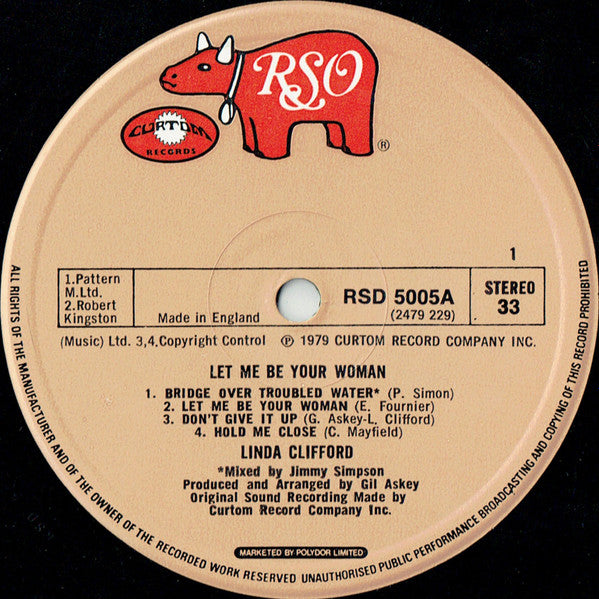 RSO
®
CURTOM
RECORDS
1
1.Pattern
M.Ltd.
2.Robert
Kingston
Made in England
RSD 5005A
(2479 229)
STEREO
33
(Music) Ltd. 3,4.Copyright Control ℗ 1979 CURTOM RECORD COMPANY INC.
LET ME BE YOUR WOMAN
1. BRIDGE OVER TROUBLED WATER* (P. Simon)
2. LET ME BE YOUR WOMAN (E. Fournier)
3. DON'T GIVE IT UP (G. Askey-L. Clifford)
4. HOLD ME CLOSE (C. Mayfield)
LINDA CLIFFORD
*Mixed by Jimmy Simpson
Produced and Arranged by Gil Askey
Original Sound Recording Made by
Curtom Record Company Inc.
MARKETED BY POLYDOR LIMITED
ALL RIGHTS OF THE MANUFACTURER AND OF THE OWNER OF THE RECORDED WORK RESERVED UNAUTHORISED PUBLIC PERFORMANCE BROADCASTING AND COPYING OF THIS RECORD PROHIBITED